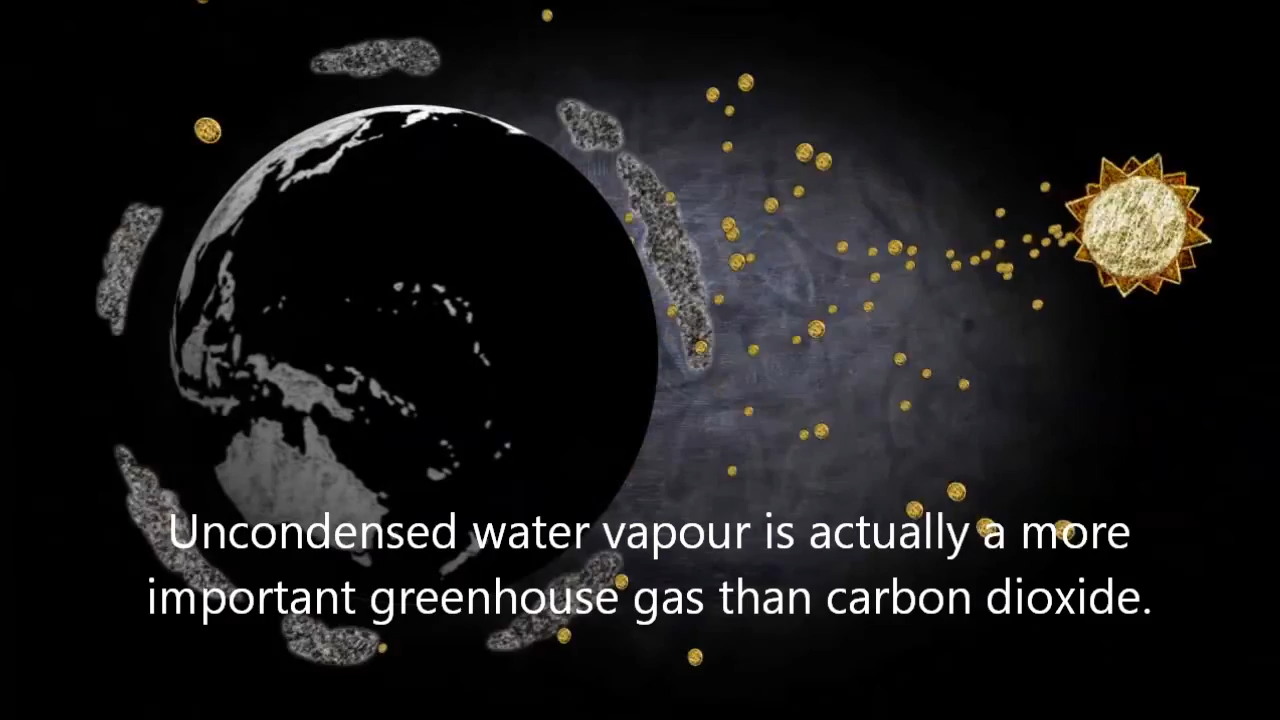 Uncondensed water vapour is actually a more
important greenhouse gas than carbon dioxide.